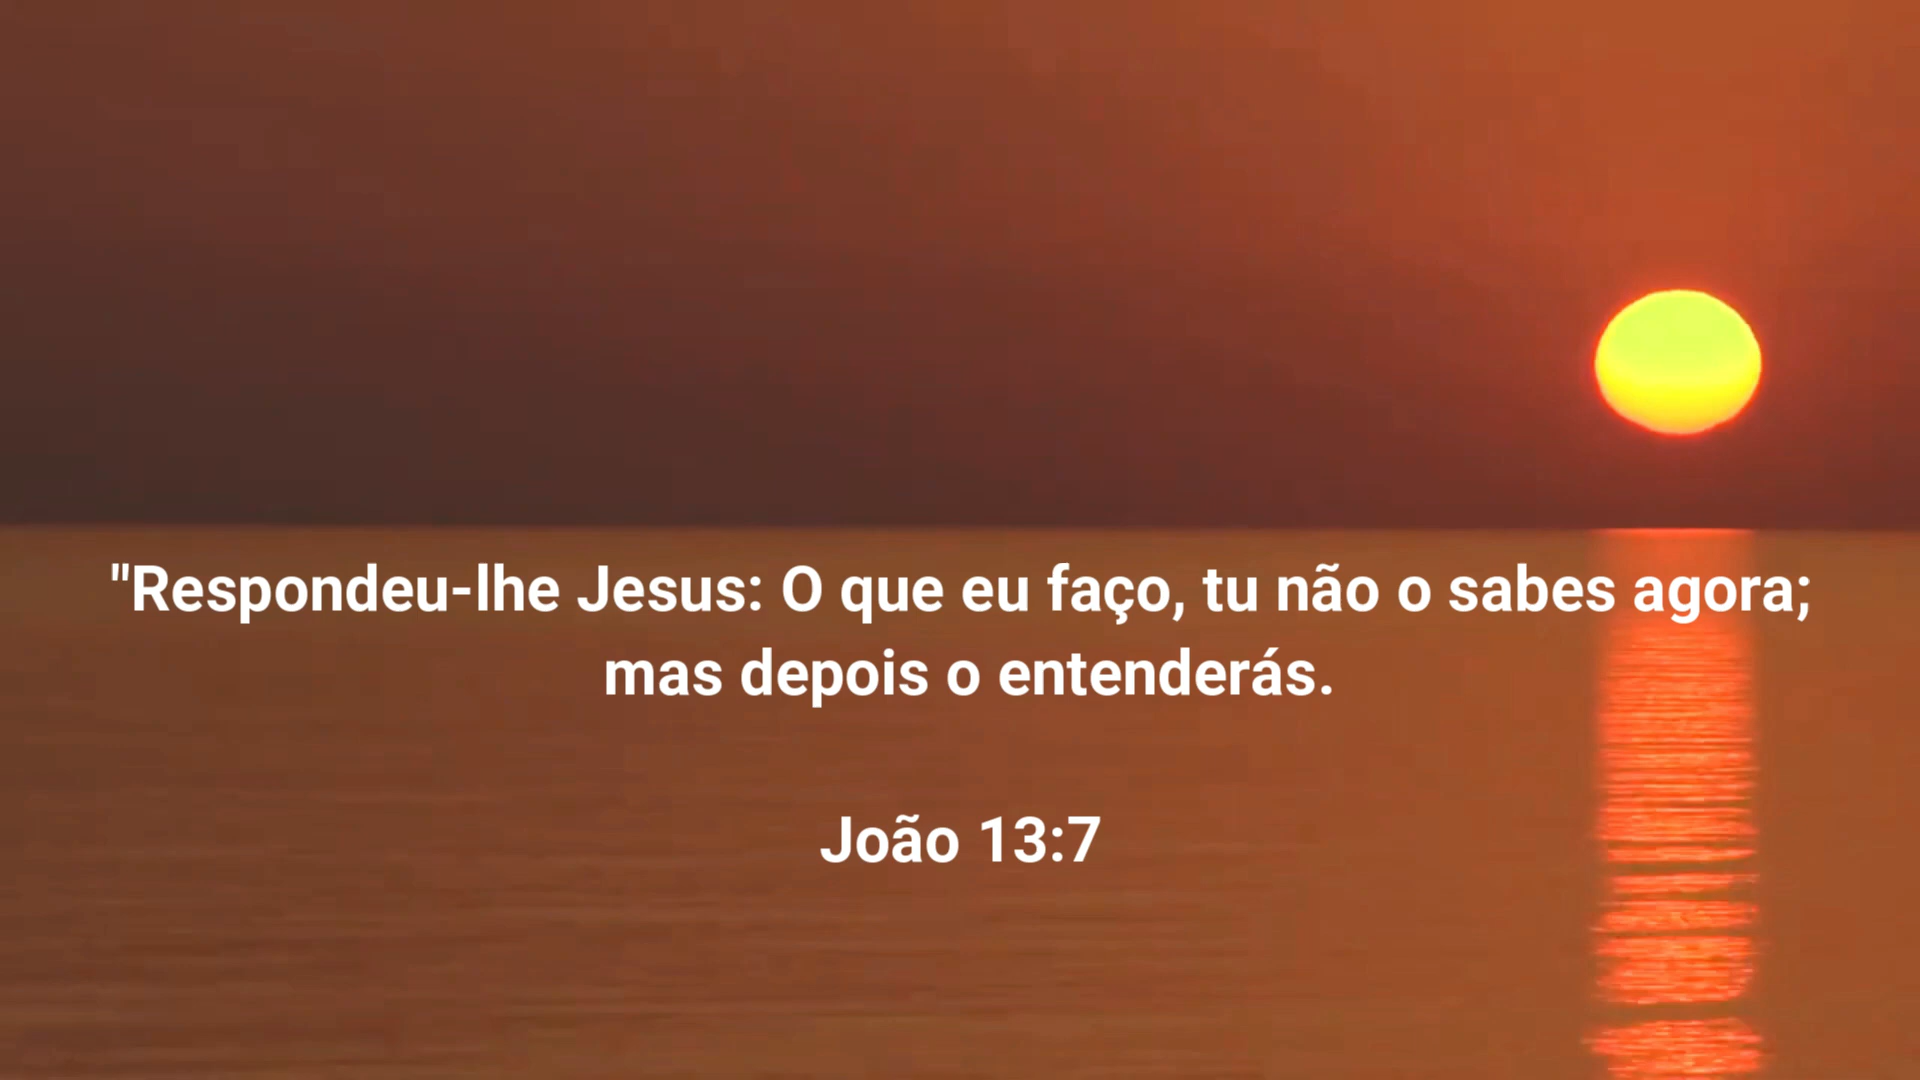 "Respondeu-lhe Jesus: O que eu faço, tu não o sabes agora;
mas depois o entenderás.
João 13:7